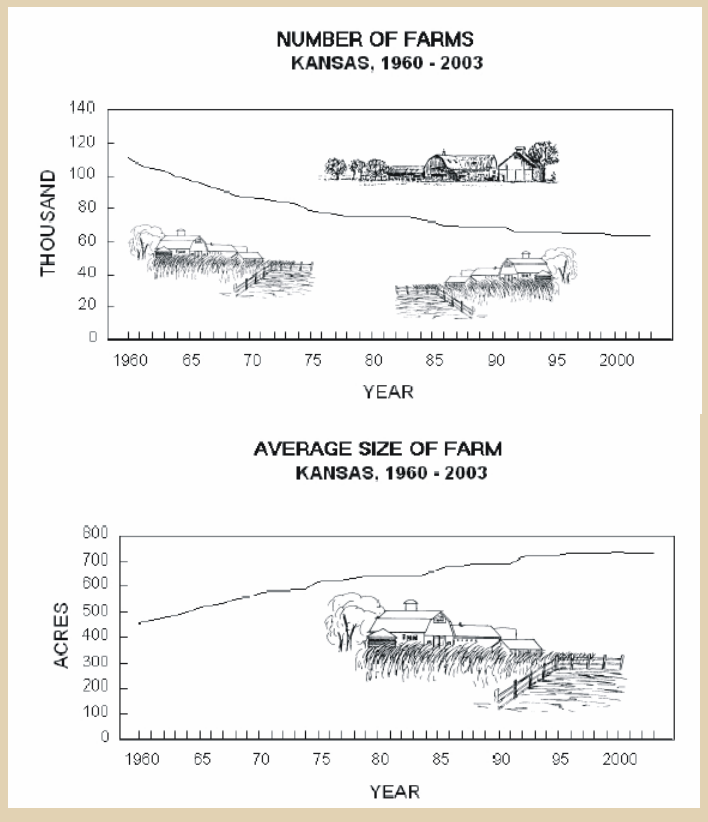 NUMBER OF FARMS
KANSAS, 1960 - 2003
140
120
100
80
60
40
20
0
THOUSAND
1960 65 70 75 80 85 90 95 2000
YEAR
AVERAGE SIZE OF FARM
KANSAS, 1960 - 2003
800
700
600
500
400
300
200
100
0
ACRES
1960 65 70 75 80 85 90 95 2000
YEAR